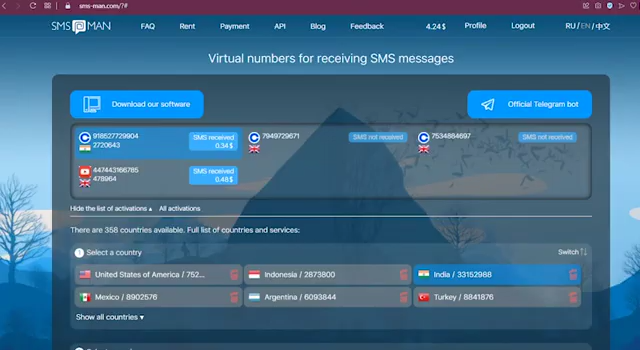 sms-man.com/?#
SMS MAN
FAQ
Rent
Payment
API
Blog
Feedback
4.24 $
Profile
Logout
RU / EN / 中文
Virtual numbers for receiving SMS messages
Download our software
Official Telegram bot
918527729904
2720643
SMS received
0.34 $
7949729671
SMS not received
7534884697
SMS not received
447443166785
478964
SMS received
0.48 $
Hide the list of activations ▴
All activations
There are 358 countries available. Full list of countries and services:
1 Select a country
Switch
United States of America / 752...
Indonesia / 2873800
India / 33152988
Mexico / 8902576
Argentina / 6093844
Turkey / 8841876
Show all countries ▾